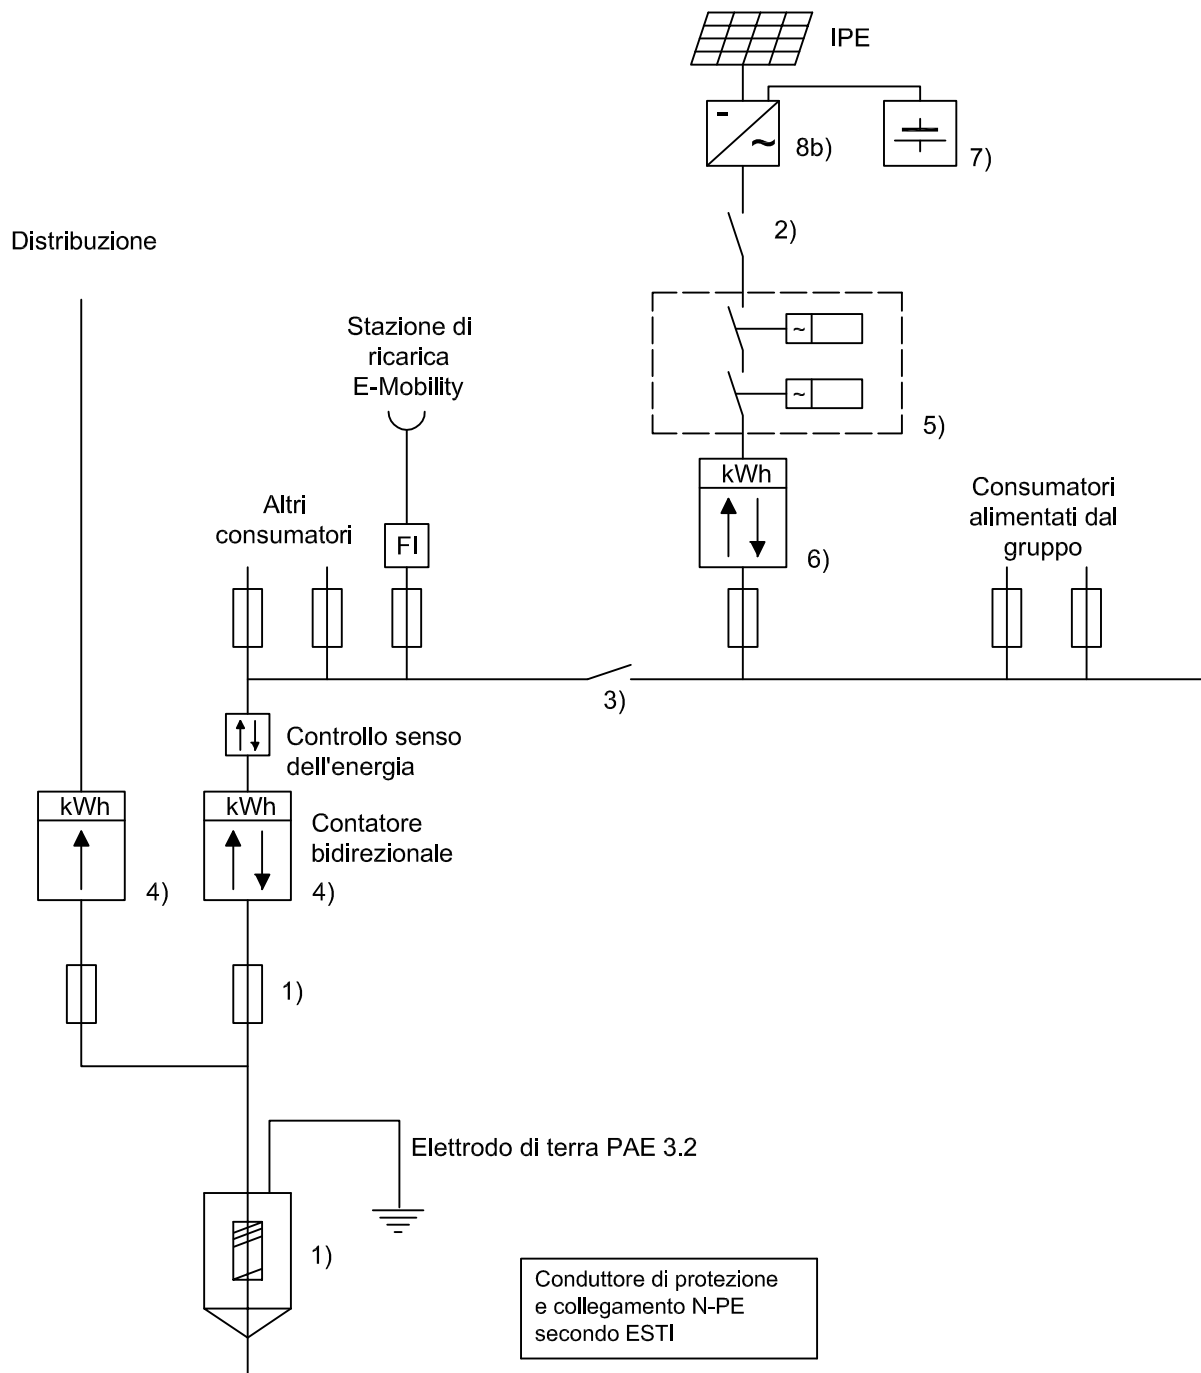 IPE
-
~
8b)
7)
2)
Distribuzione
Stazione di
ricarica
E-Mobility
~
~
5)
kWh
6)
Consumatori
alimentati dal
gruppo
Altri
consumatori
FI
3)
Controllo senso
dell'energia
kWh
4)
kWh
Contatore
bidirezionale
4)
1)
Elettrodo di terra PAE 3.2
1)
Conduttore di protezione
e collegamento N-PE
secondo ESTI